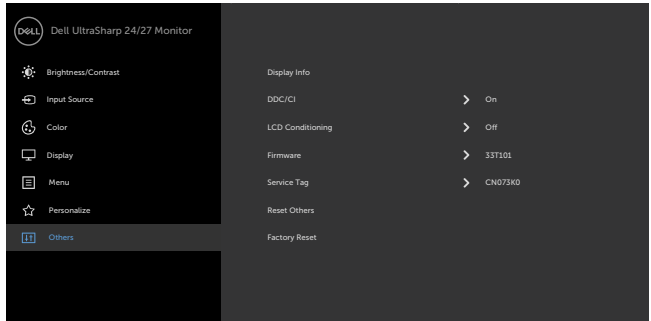 DELL Dell UltraSharp 24/27 Monitor
Brightness/Contrast Display Info
Input Source DDC/CI On
Color LCD Conditioning Off
Display Firmware 33T101
Menu Service Tag CN073K0
Personalize Reset Others
Others Factory Reset